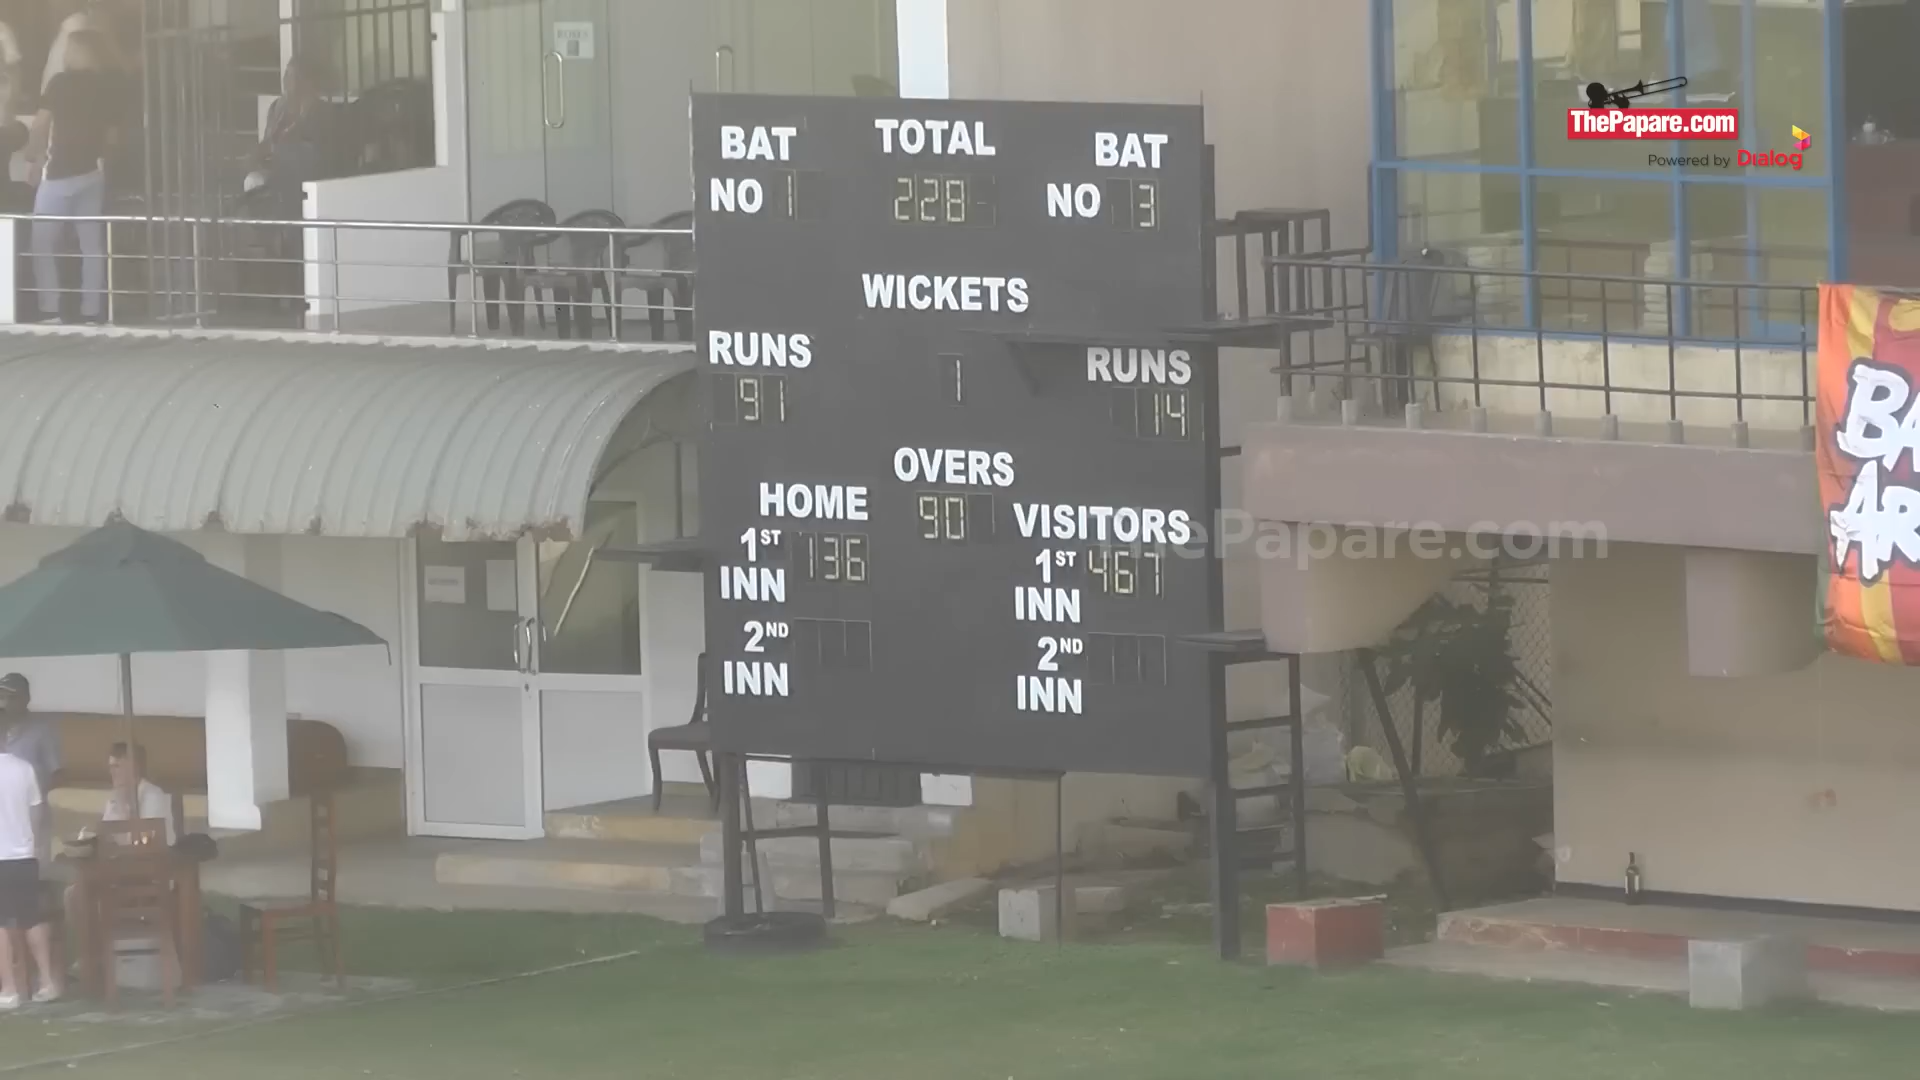 ThePapare.com
Powered by Dialog
BAT TOTAL BAT
NO 1 228 NO 3
WICKETS
RUNS 1 RUNS
91 14
OVERS
HOME 90 VISITORS
1ST INN 136 1ST INN 467
2ND INN 2ND INN
ThePapare.com